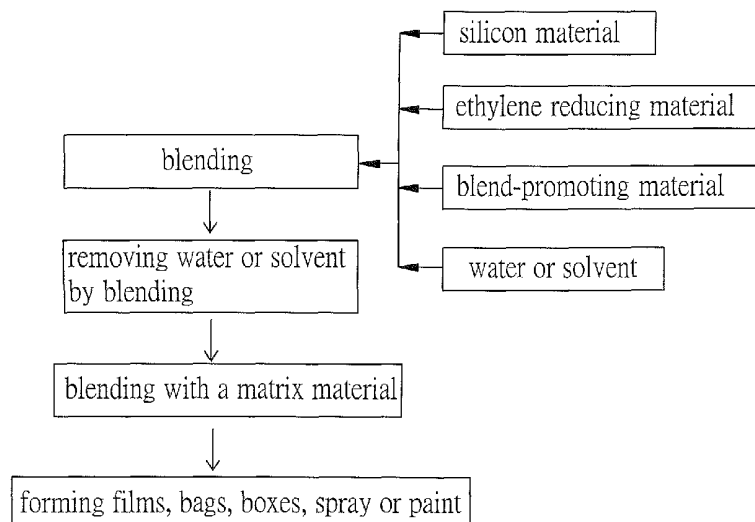 silicon material
ethylene reducing material
blending
blend-promoting material
removing water or solvent
by blending
water or solvent
blending with a matrix material
forming films, bags, boxes, spray or paint